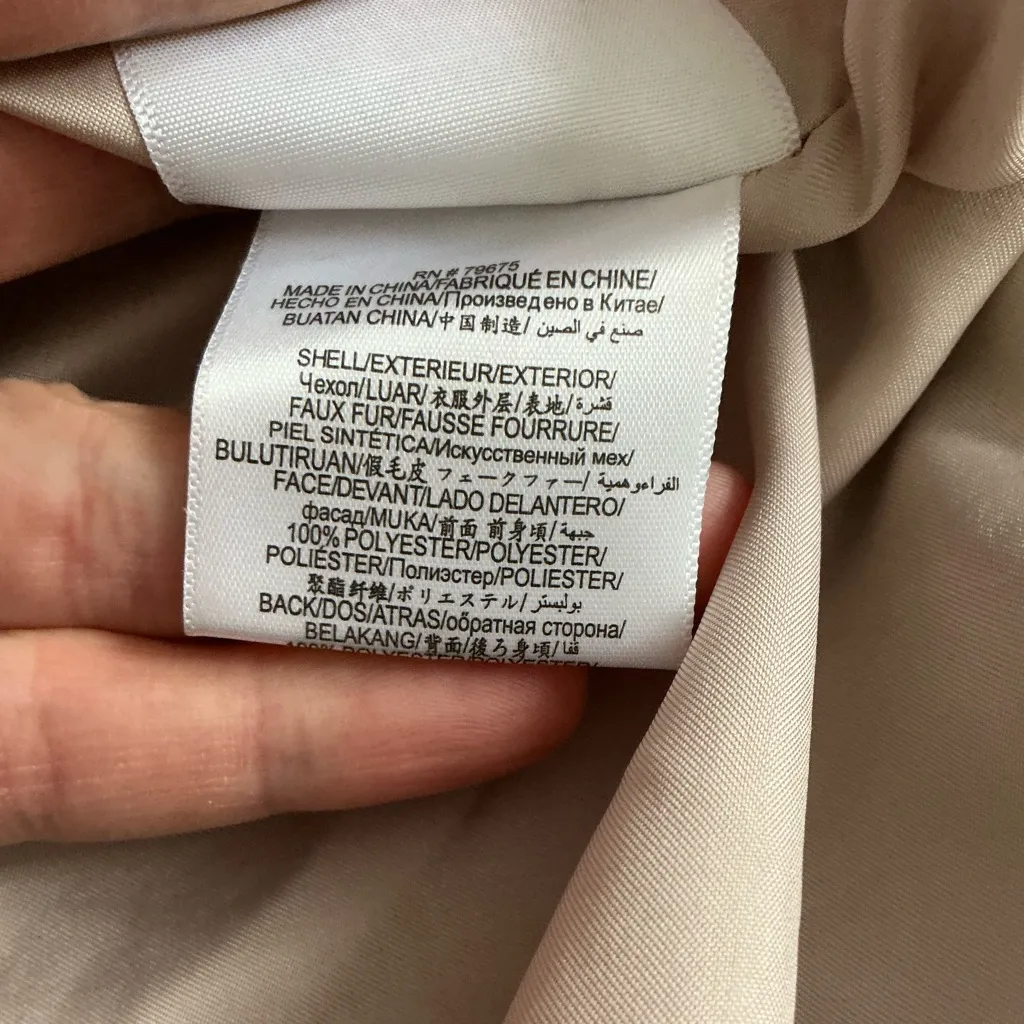 RN # 79675
MADE IN CHINA/FABRIQUÉ EN CHINE/
HECHO EN CHINA/Произведено в Китае/
BUATAN CHINA/中国制造/ صنع في الصين
SHELL/EXTERIEUR/EXTERIOR/
Чехол/LUAR/衣服外层/表地/قشرة
FAUX FUR/FAUSSE FOURRURE/
PIEL SINTÉTICA/Искусственный мех/
BULUTIRUAN/假毛皮 フェークファー/ الفراءوهمية
FACE/DEVANT/LADO DELANTERO/
фасад/MUKA/前面 前身頃/جبهة
100% POLYESTER/POLYESTER/
POLIÉSTER/Полиэстер/POLIESTER/
聚酯纤维/ポリエステル/بوليستر
BACK/DOS/ATRAS/обратная сторона/
BELAKANG/背面/後ろ身頃/قفا
100% POLYESTER/POLYESTER/